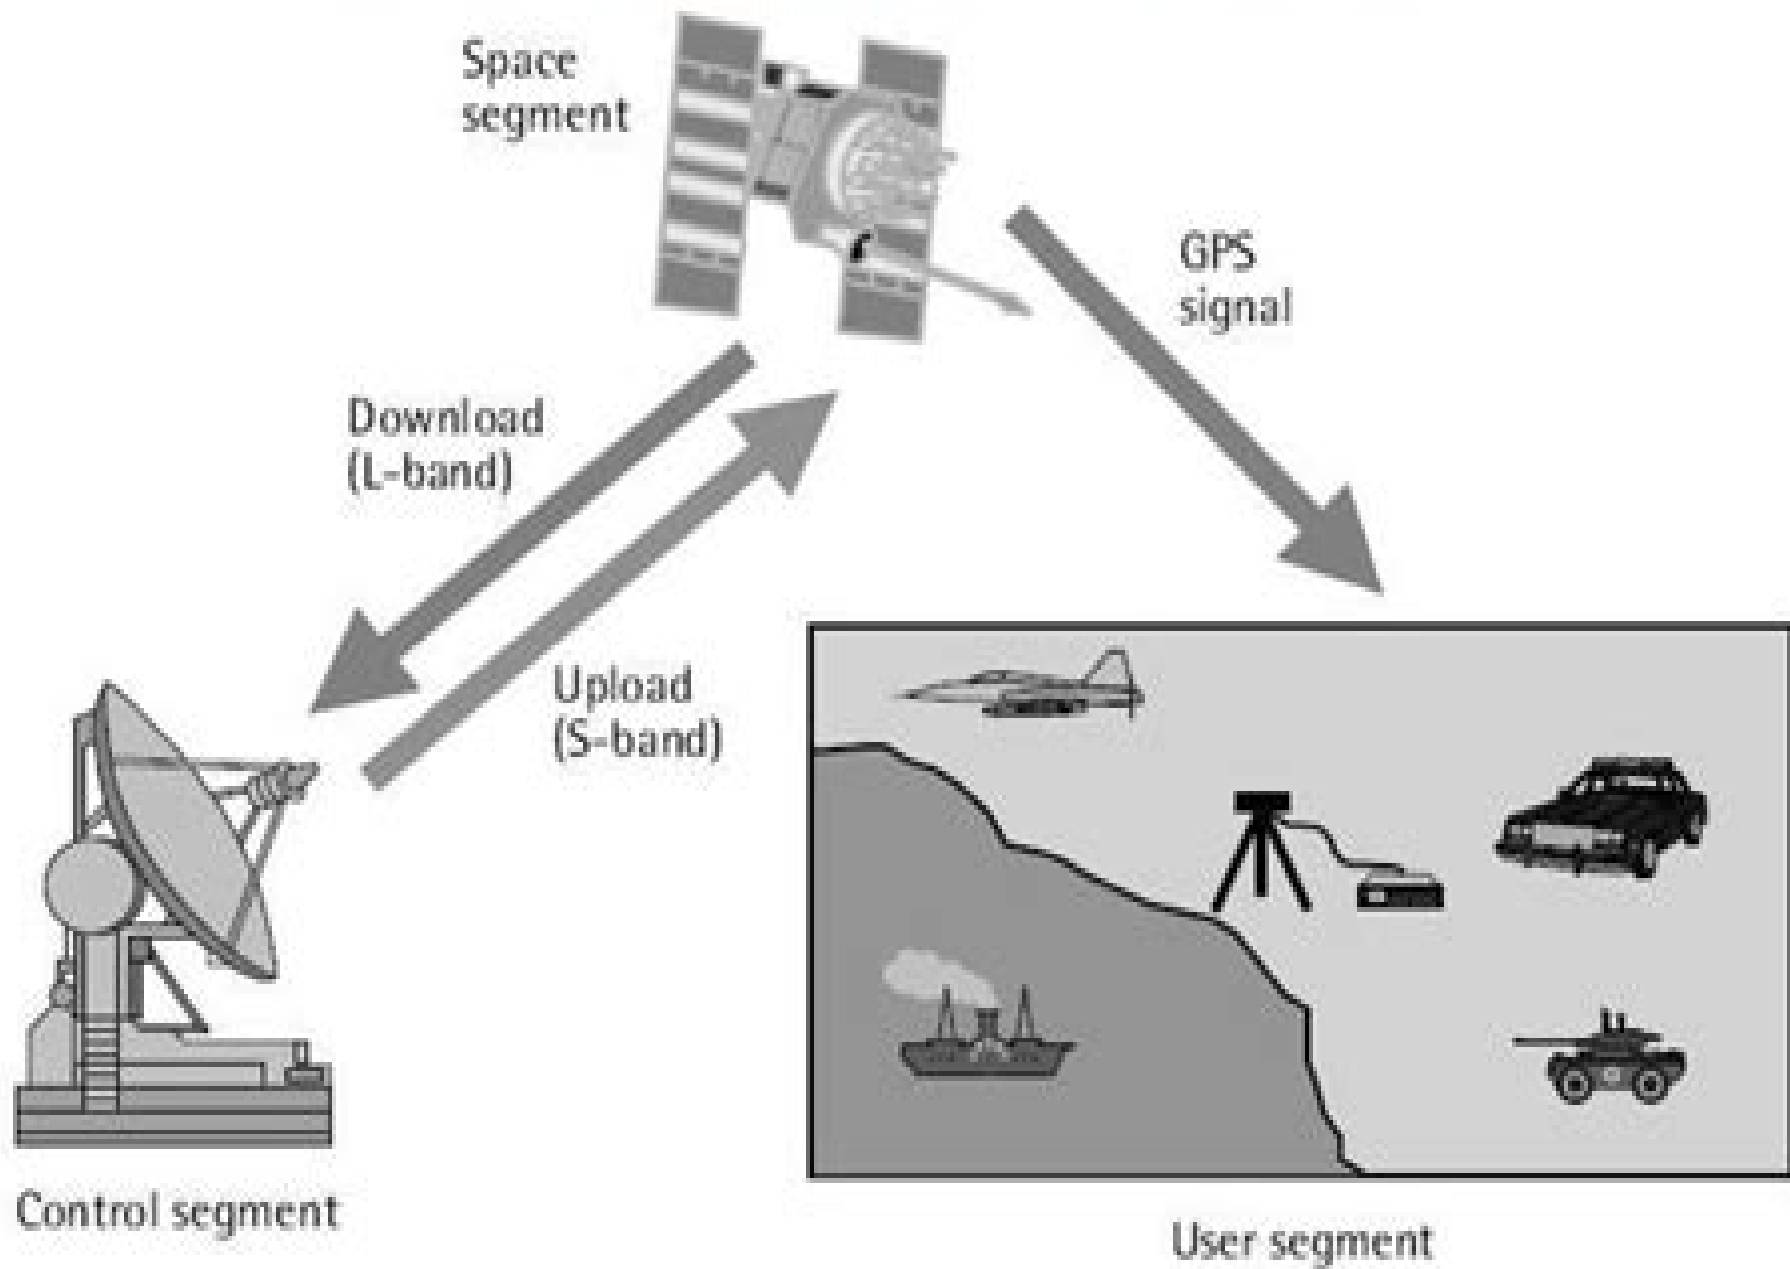 Space
segment
GPS
signal
Download
(L-band)
Upload
(S-band)
Control segment
User segment